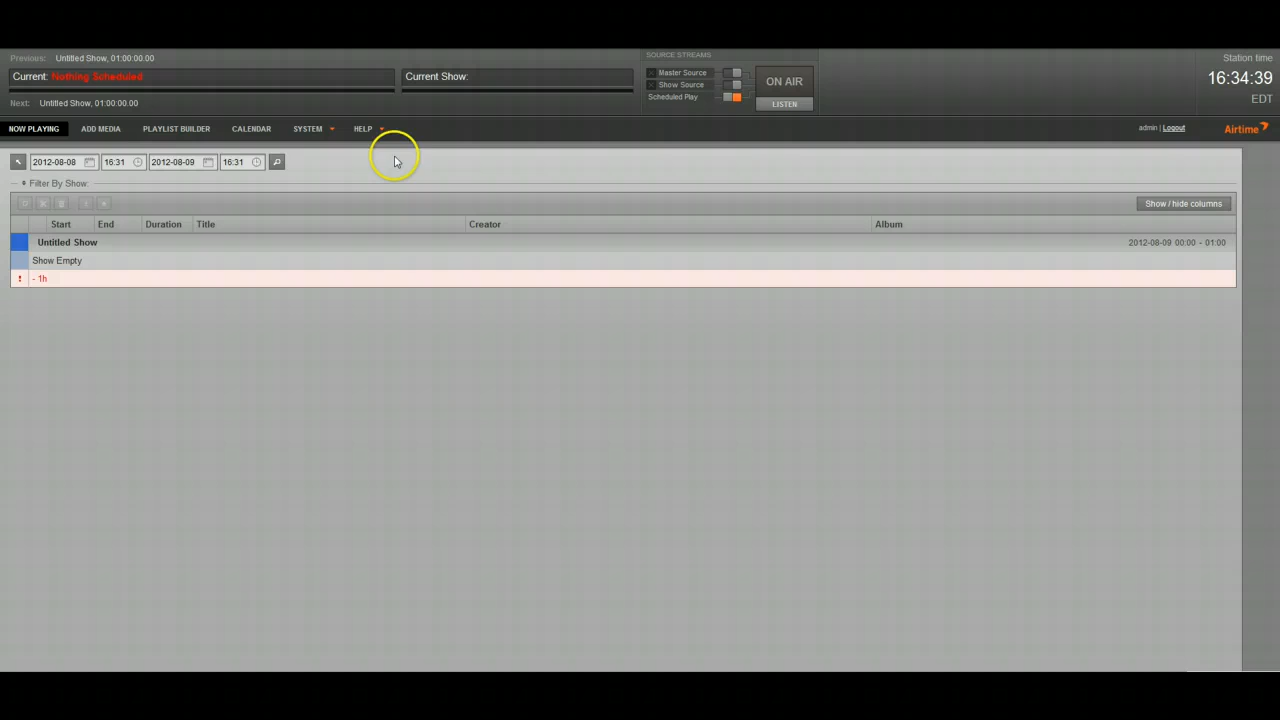 Previous: Untitled Show, 01:00:00.00
Current: Nothing Scheduled
Next: Untitled Show, 01:00:00.00
Current Show:
SOURCE STREAMS
Master Source
Show Source
Scheduled Play
ON AIR
LISTEN
Station time
16:34:39
EDT
NOW PLAYING ADD MEDIA PLAYLIST BUILDER CALENDAR SYSTEM HELP admin | Logout Airtime
2012-08-08 16:31 2012-08-09 16:31
Filter By Show:
Show / hide columns
Start End Duration Title Creator Album
Untitled Show 2012-08-09 00:00 - 01:00
Show Empty
! - 1h